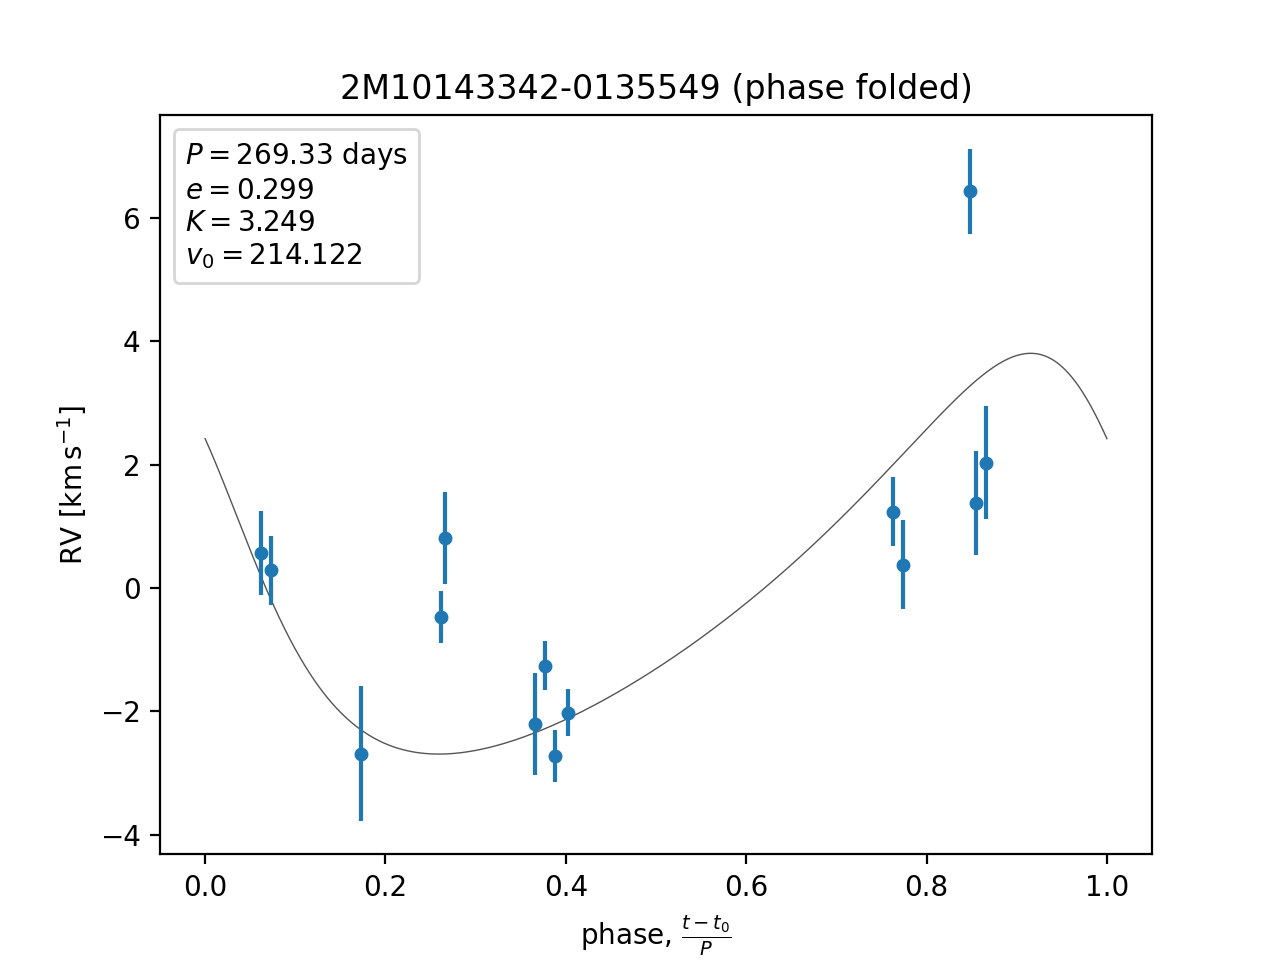 2M10143342-0135549 (phase folded)
P = 269.33 days
e = 0.299
K = 3.249
v₀ = 214.122
6
4
2
0
−2
−4
RV [km s⁻¹]
0.0 0.2 0.4 0.6 0.8 1.0
phase, (t − t₀)/P